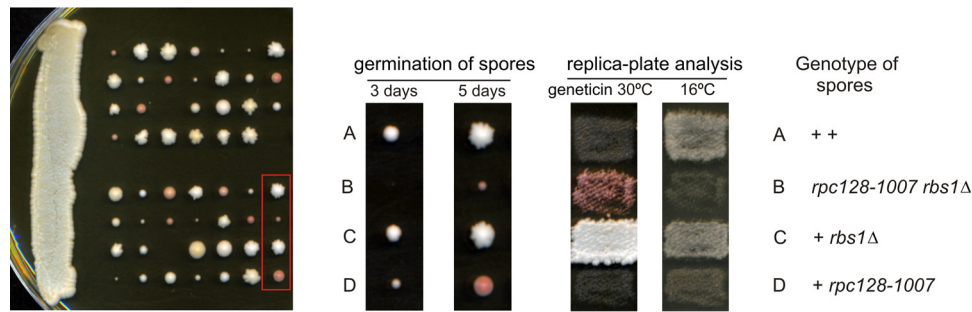 germination of spores replica-plate analysis Genotype of
spores
3 days 5 days geneticin 30ºC 16ºC
A A + +
B B rpc128-1007 rbs1Δ
C C + rbs1Δ
D D + rpc128-1007